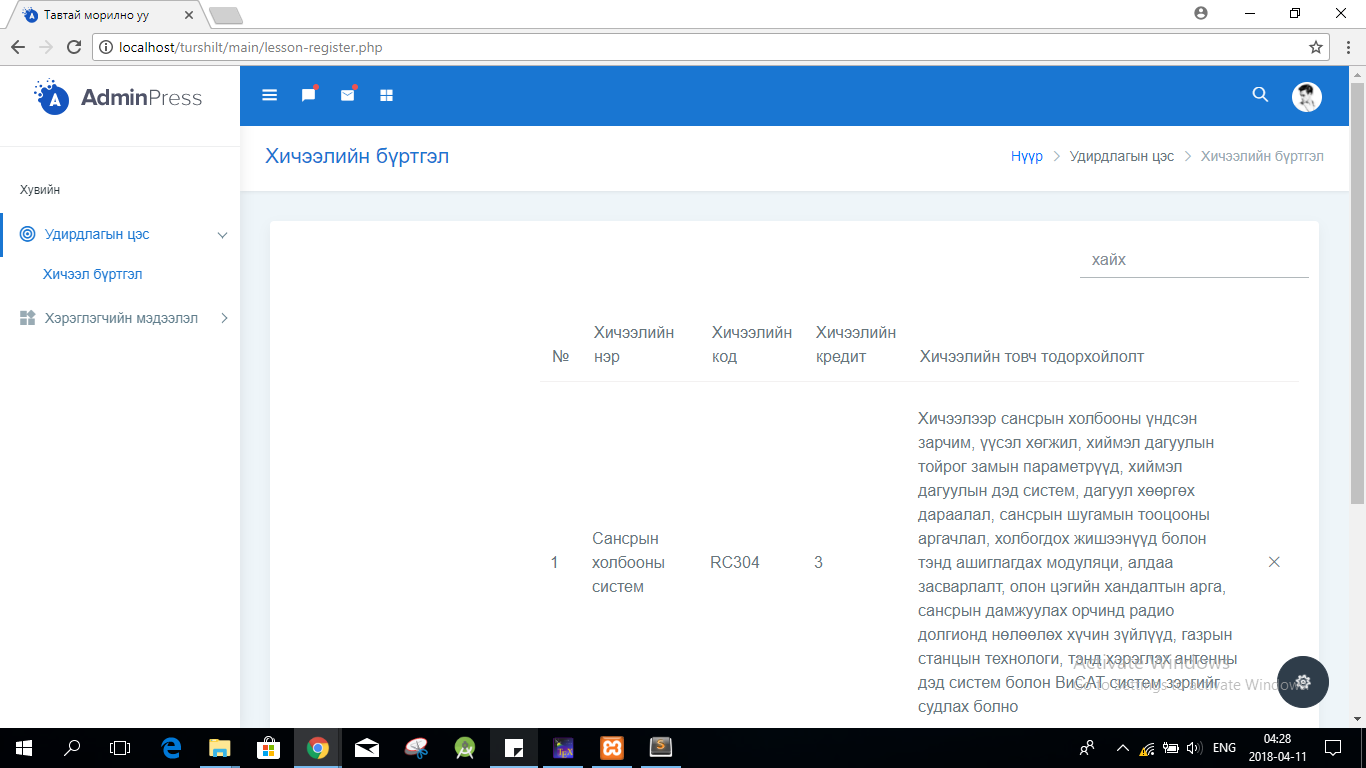 Тавтай морилно уу
localhost/turshilt/main/lesson-register.php
AdminPress
Хичээлийн бүртгэл
Нүүр
Удирдлагын цэс
Хичээлийн бүртгэл
Хувийн
Удирдлагын цэс
Хичээл бүртгэл
Хэрэглэгчийн мэдээлэл
хайх
№
Хичээлийн
нэр
Хичээлийн
код
Хичээлийн
кредит
Хичээлийн товч тодорхойлолт
1
Сансрын
холбооны
систем
RC304
3
Хичээлээр сансрын холбооны үндсэн
зарчим, үүсэл хөгжил, хиймэл дагуулын
тойрог замын параметрүүд, хиймэл
дагуулын дэд систем, дагуул хөөргөх
дараалал, сансрын шугамын тооцооны
аргачлал, холбогдох жишээнүүд болон
тэнд ашиглагдах модуляци, алдаа
засварлалт, олон цэгийн хандалтын арга,
сансрын дамжуулах орчинд радио
долгионд нөлөөлөх хүчин зүйлүүд, газрын
станцын технологи, тэнд хэрэглэх антенны
дэд систем болон ВиСАТ систем зэргийг
судлах болно
Activate Windows
Go to Settings to activate Windows.
ENG
04:28
2018-04-11